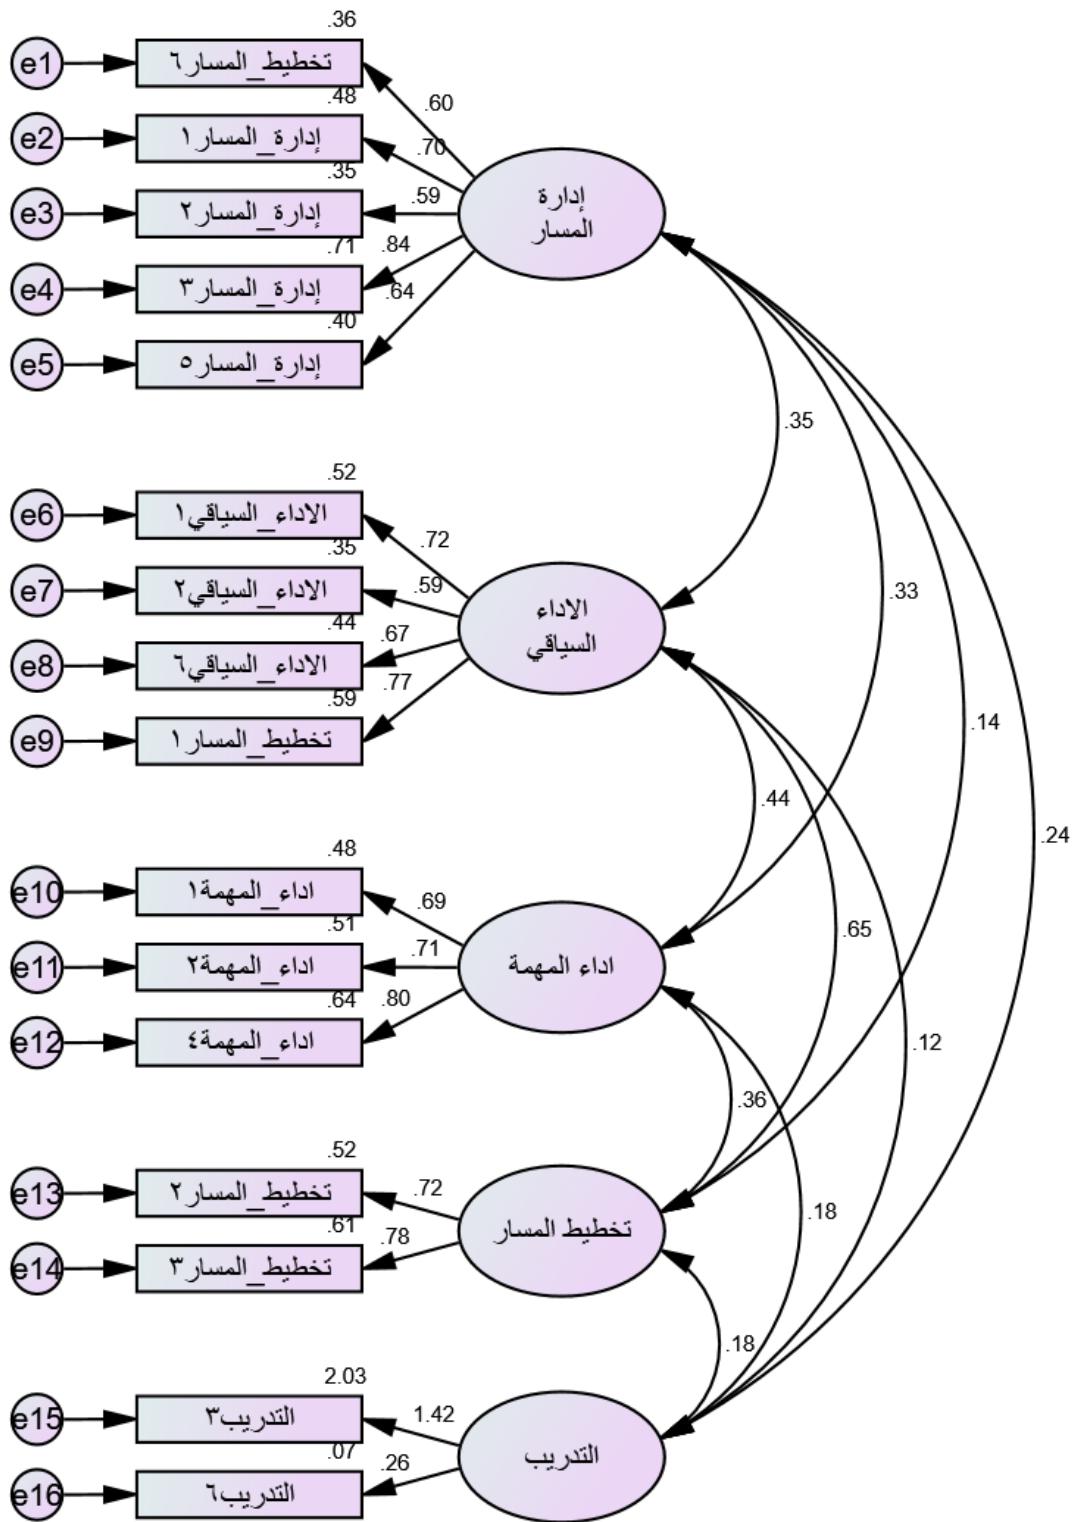 .36
e1
تخطيط_المسار٦
.60
.48
e2
إدارة_المسار١
.70
.35
e3
إدارة_المسار٢
.59
.71
e4
إدارة_المسار٣
.84
.40
e5
إدارة_المسار٥
.64
إدارة
المسار
.35
.33
.14
.24
.52
e6
الاداء_السياقي١
.72
.35
e7
الاداء_السياقي٢
.59
.44
e8
الاداء_السياقي٦
.67
.59
e9
تخطيط_المسار١
.77
الاداء
السياقي
.44
.65
.12
.48
e10
اداء_المهمة١
.69
.51
e11
اداء_المهمة٢
.71
.64
e12
اداء_المهمة٤
.80
اداء المهمة
.36
.18
.52
e13
تخطيط_المسار٢
.72
.61
e14
تخطيط_المسار٣
.78
تخطيط المسار
.18
2.03
e15
التدريب٣
1.42
.07
e16
التدريب٦
.26
التدريب